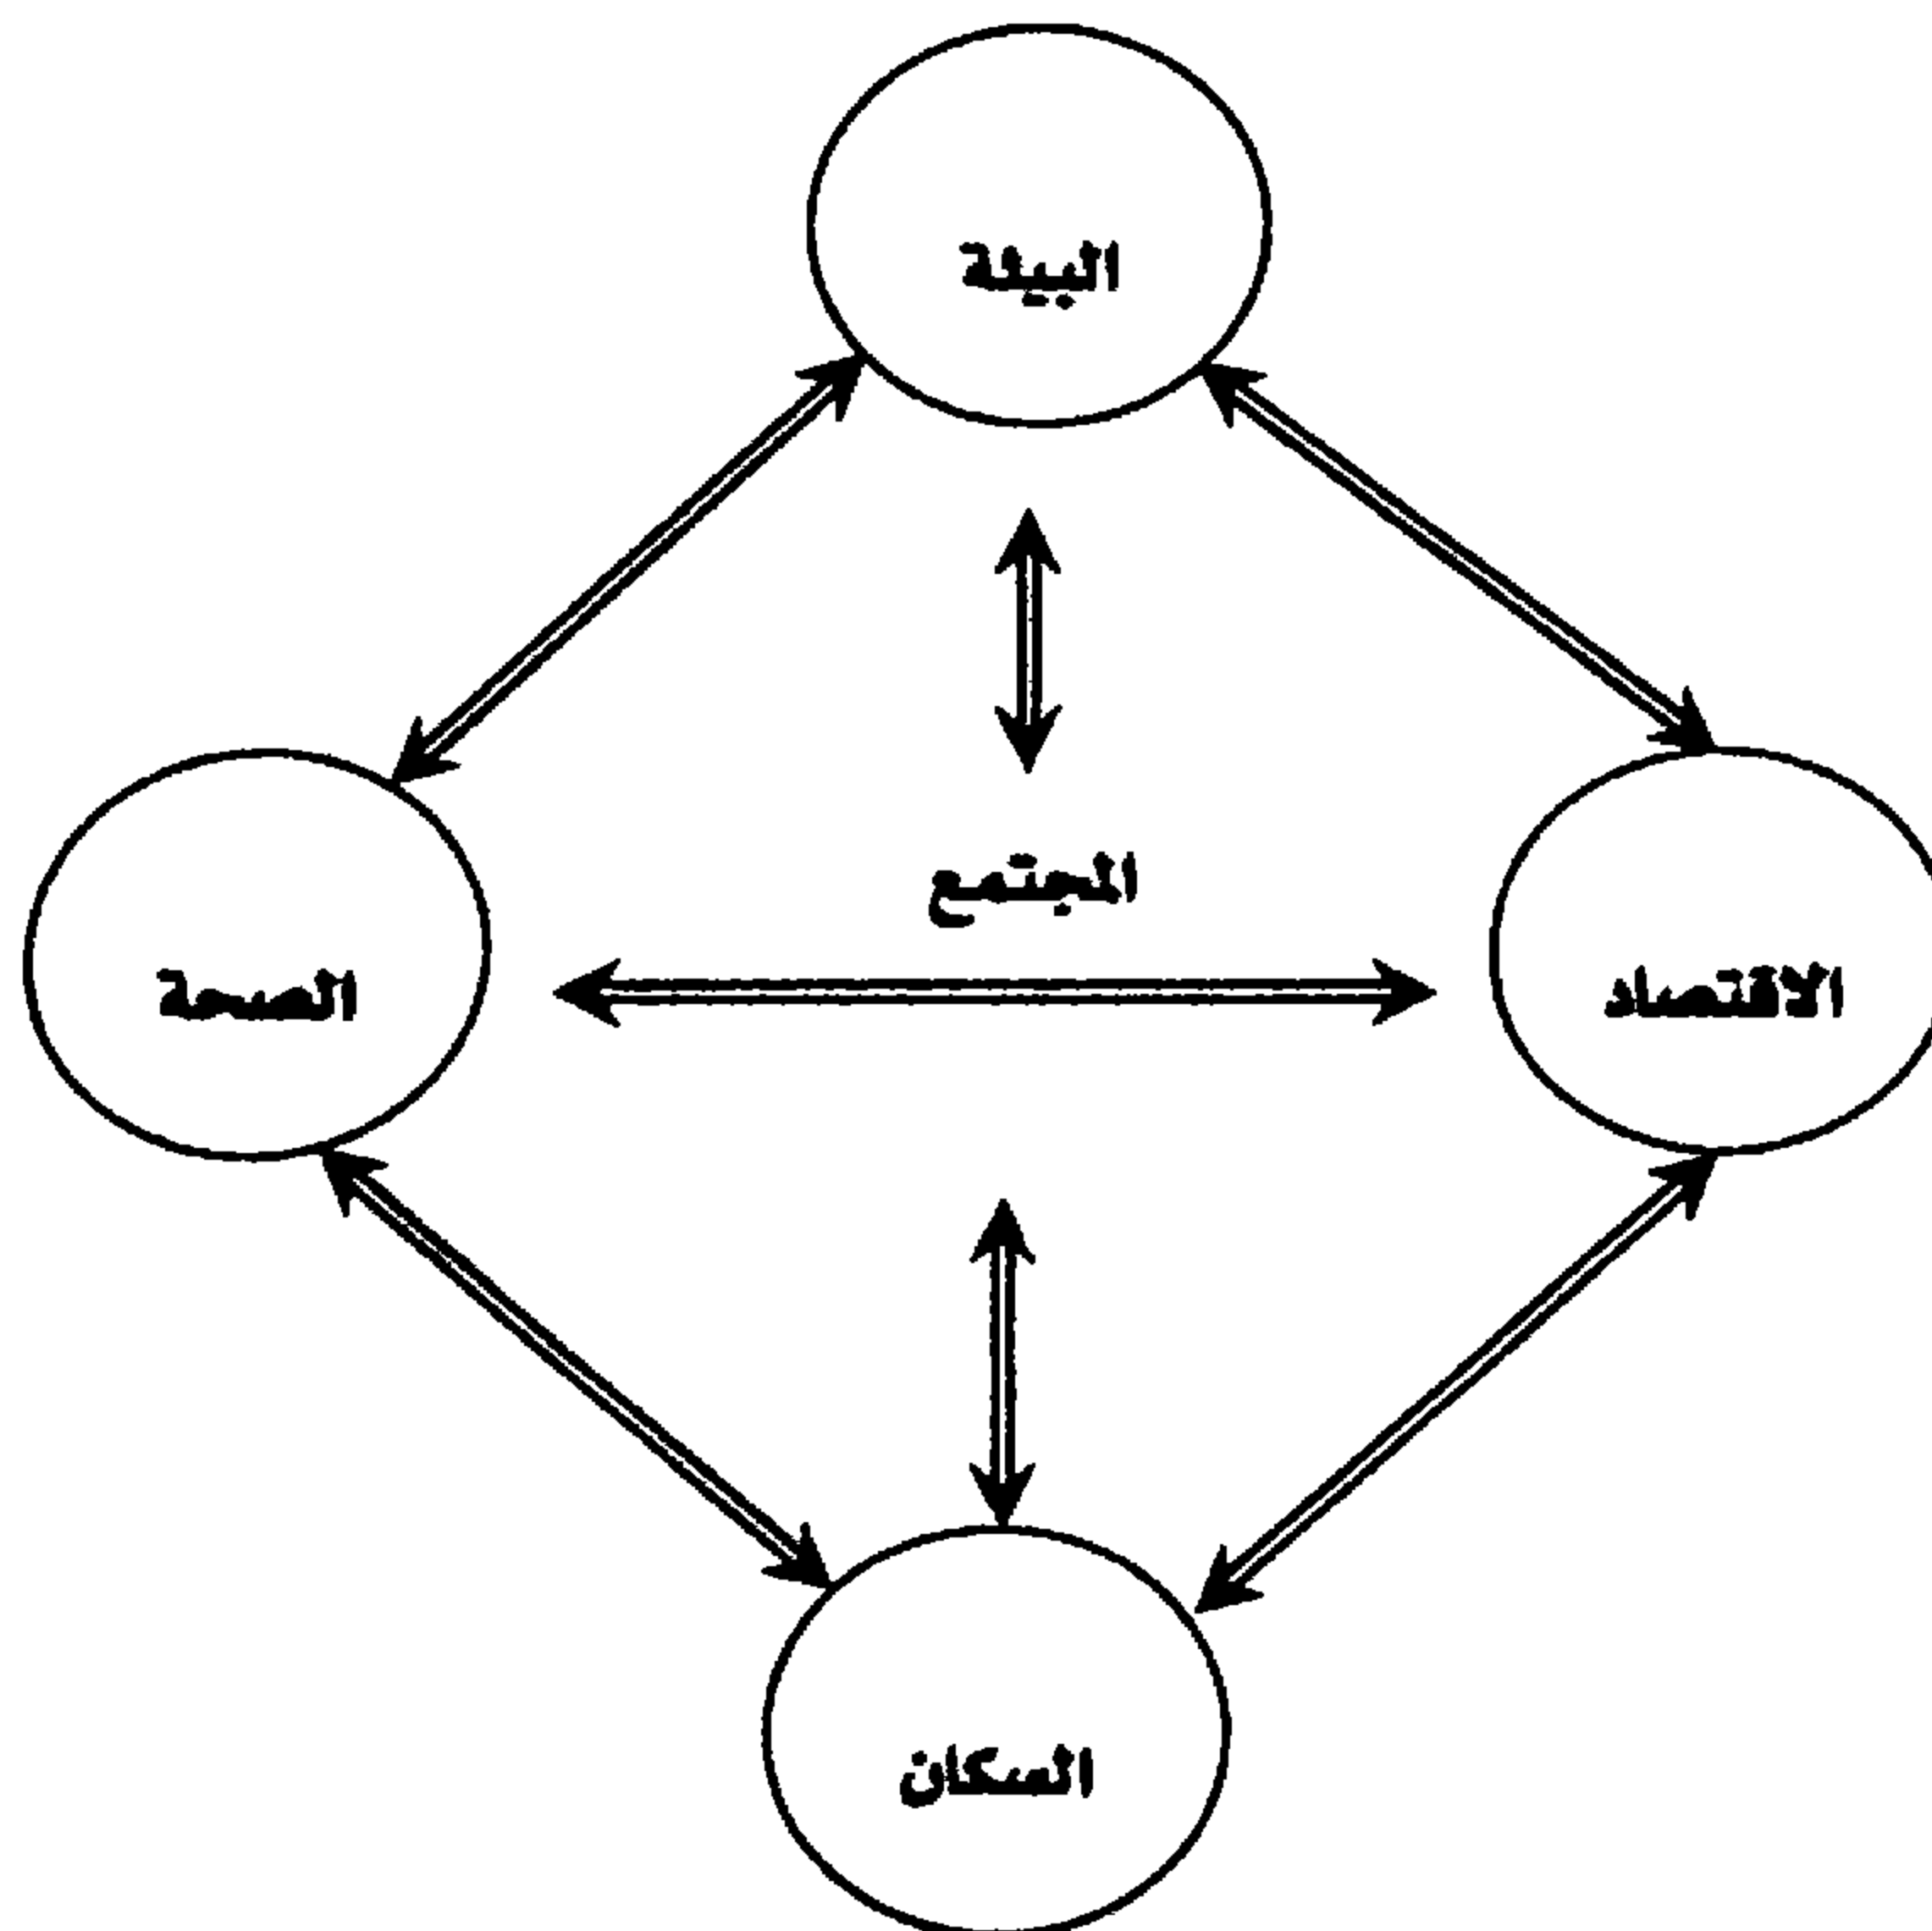 البيئة
المجتمع
الاقتصاد
الصحة
السكان